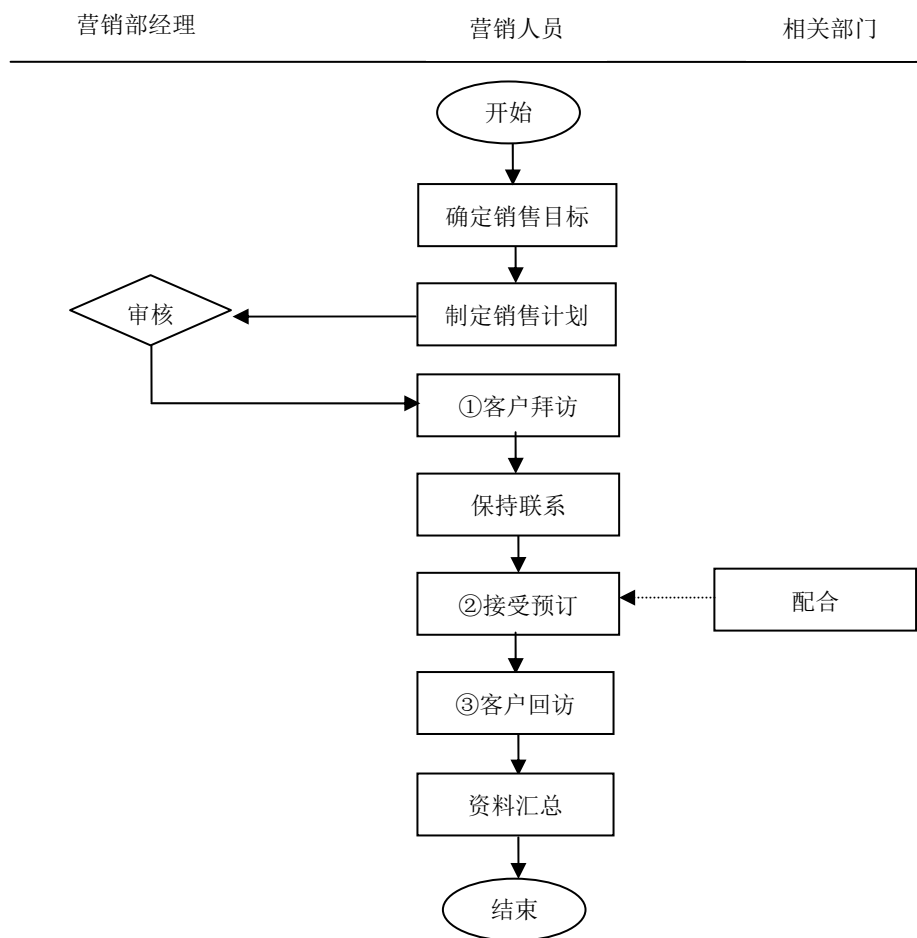 营销部经理 营销人员 相关部门
开始
确定销售目标
审核 制定销售计划
①客户拜访
保持联系
②接受预订 配合
③客户回访
资料汇总
结束